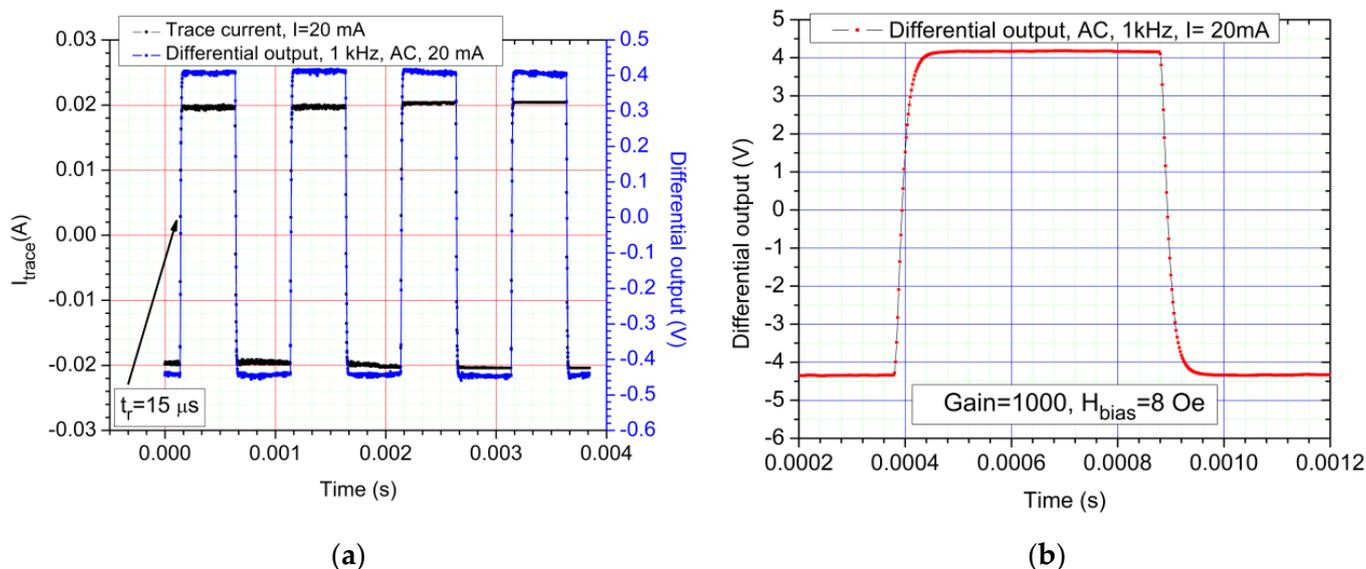 Trace current, I=20 mA
Differential output, 1 kHz, AC, 20 mA
0.03
0.02
0.01
0.00
-0.01
-0.02
-0.03
I_trace(A)
0.5
0.4
0.3
0.2
0.1
0.0
-0.1
-0.2
-0.3
-0.4
-0.5
-0.6
Differential output (V)
t_r=15 μs
0.000 0.001 0.002 0.003 0.004
Time (s)
(a)
Differential output, AC, 1kHz, I= 20mA
5
4
3
2
1
0
-1
-2
-3
-4
-5
-6
Differential output (V)
Gain=1000, H_bias=8 Oe
0.0002 0.0004 0.0006 0.0008 0.0010 0.0012
Time (s)
(b)